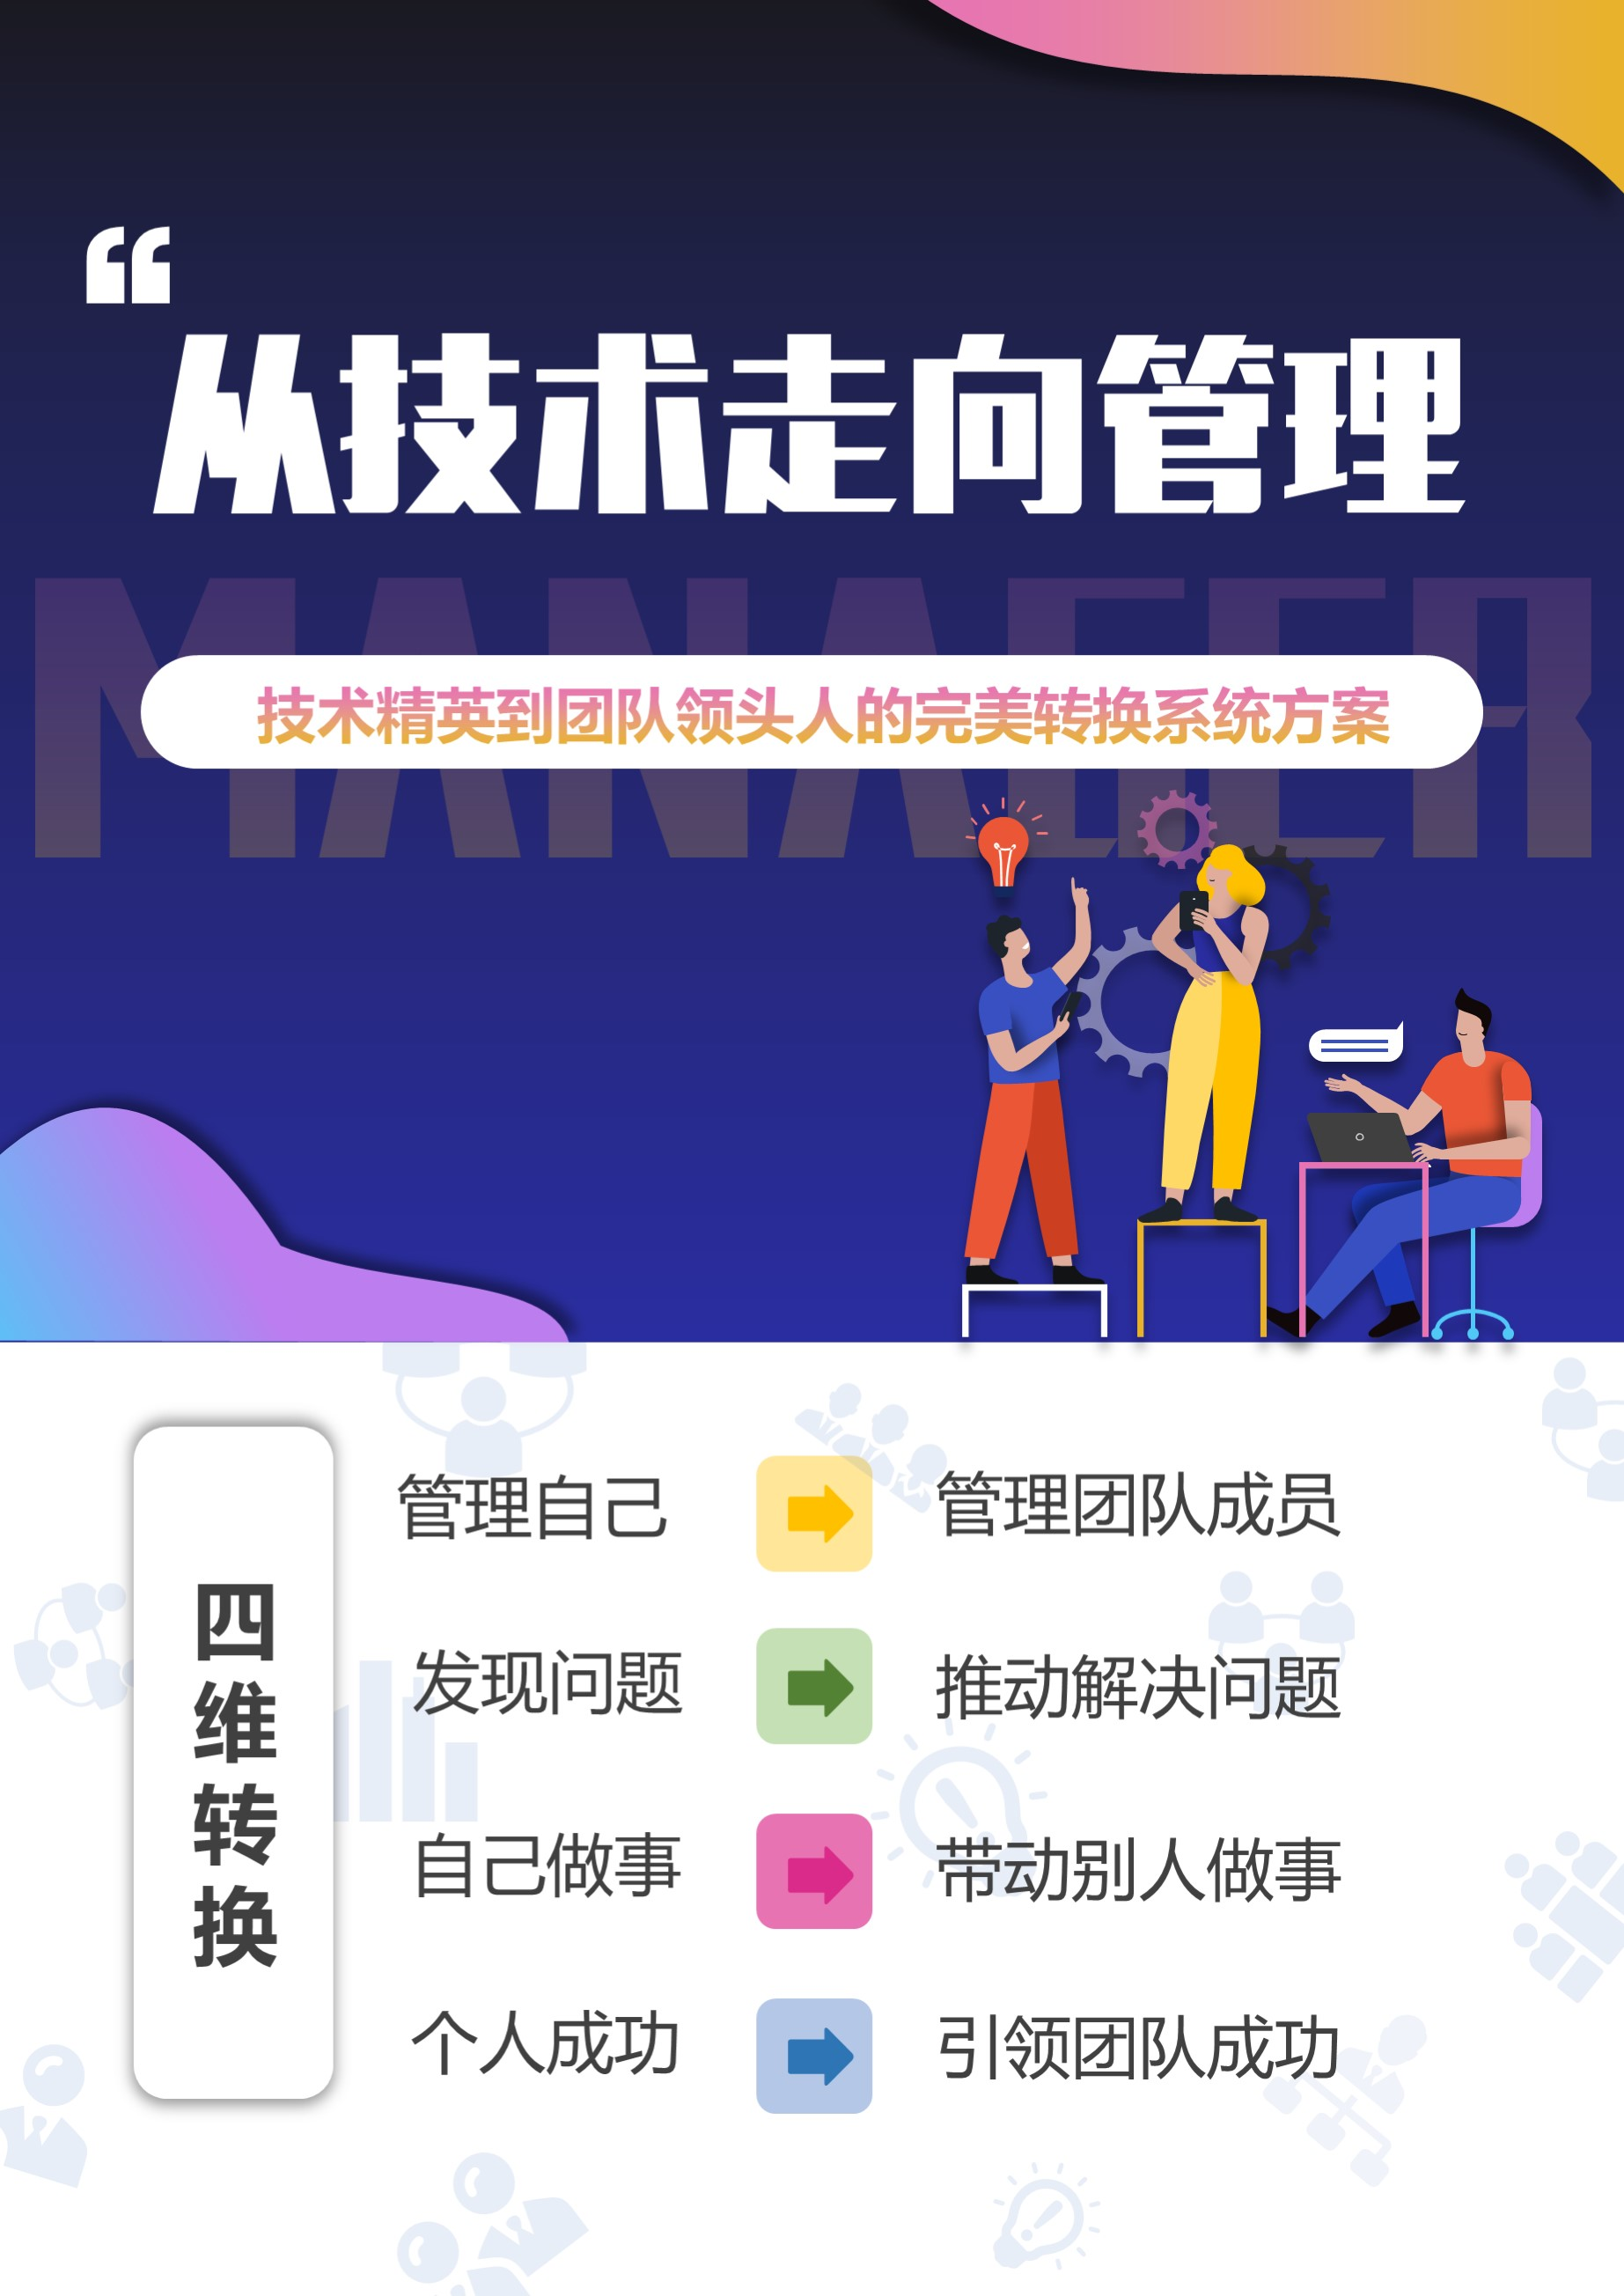 “
从技术走向管理
MANAGER
技术精英到团队领头人的完美转换系统方案
四维转换
管理自己 管理团队成员
发现问题 推动解决问题
自己做事 带动别人做事
个人成功 引领团队成功